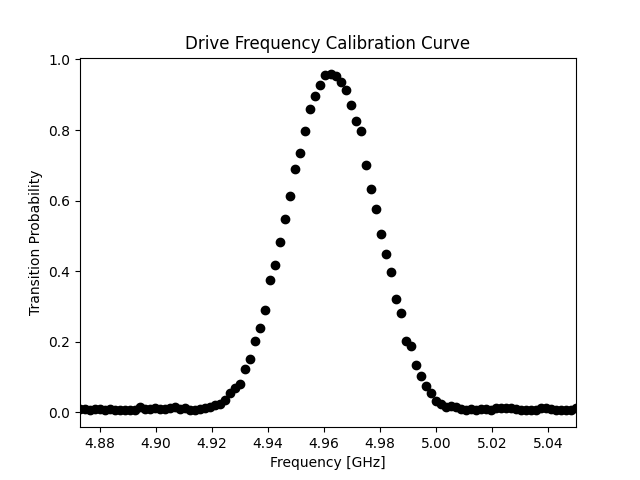 Drive Frequency Calibration Curve
1.0
0.8
0.6
0.4
0.2
0.0
Transition Probability
4.88 4.90 4.92 4.94 4.96 4.98 5.00 5.02 5.04
Frequency [GHz]